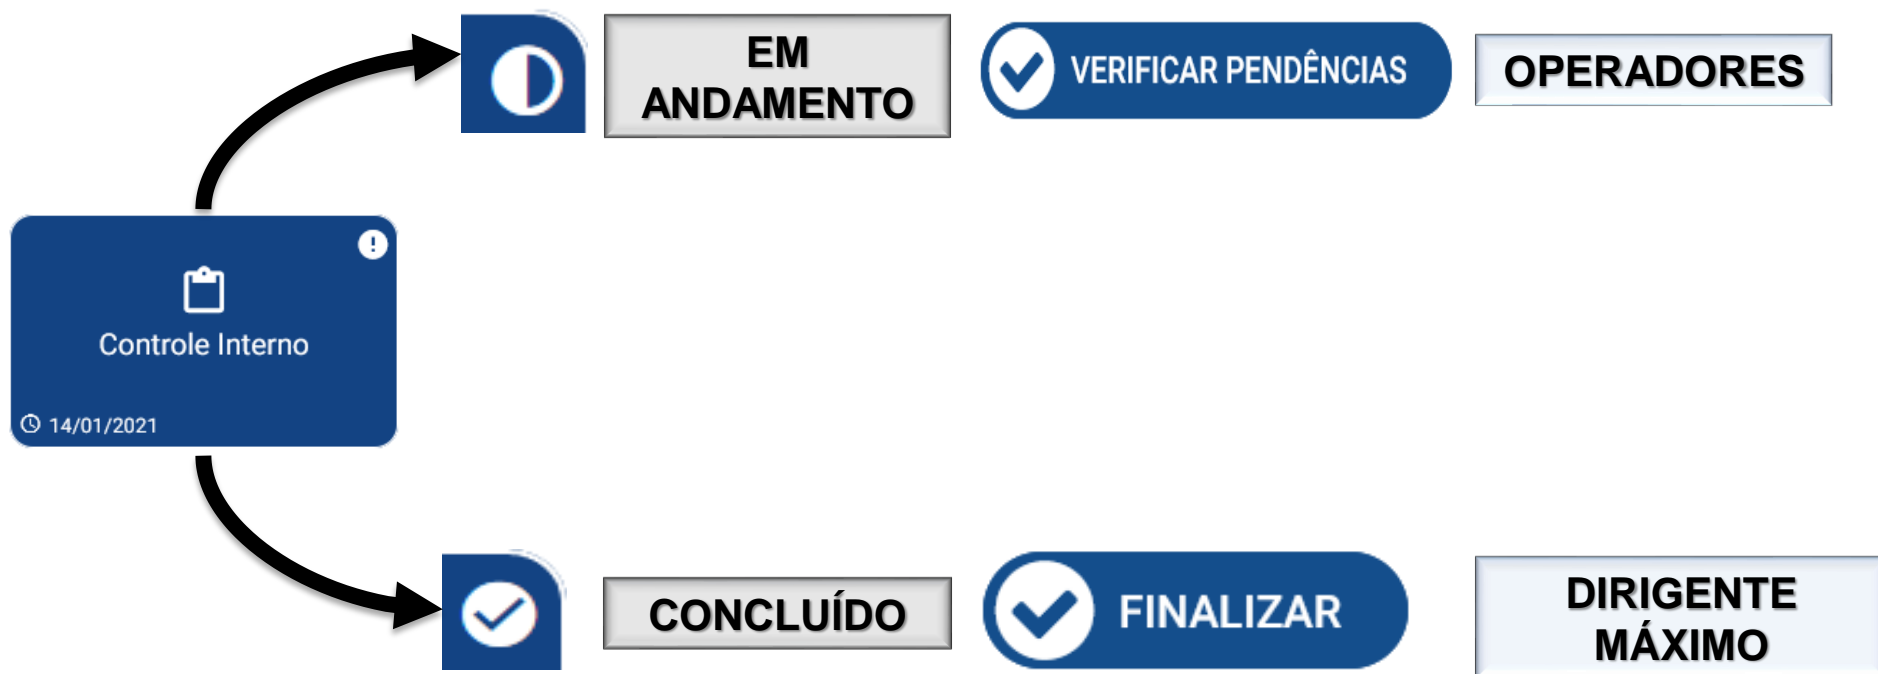 EM
ANDAMENTO
VERIFICAR PENDÊNCIAS
OPERADORES
Controle Interno
14/01/2021
CONCLUÍDO
FINALIZAR
DIRIGENTE
MÁXIMO